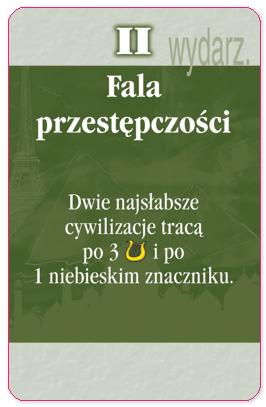 II
wydarz.
Fala
przestępczości
Dwie najsłabsze
cywilizacje tracą
po 3 i po
1 niebieskim znaczniku.